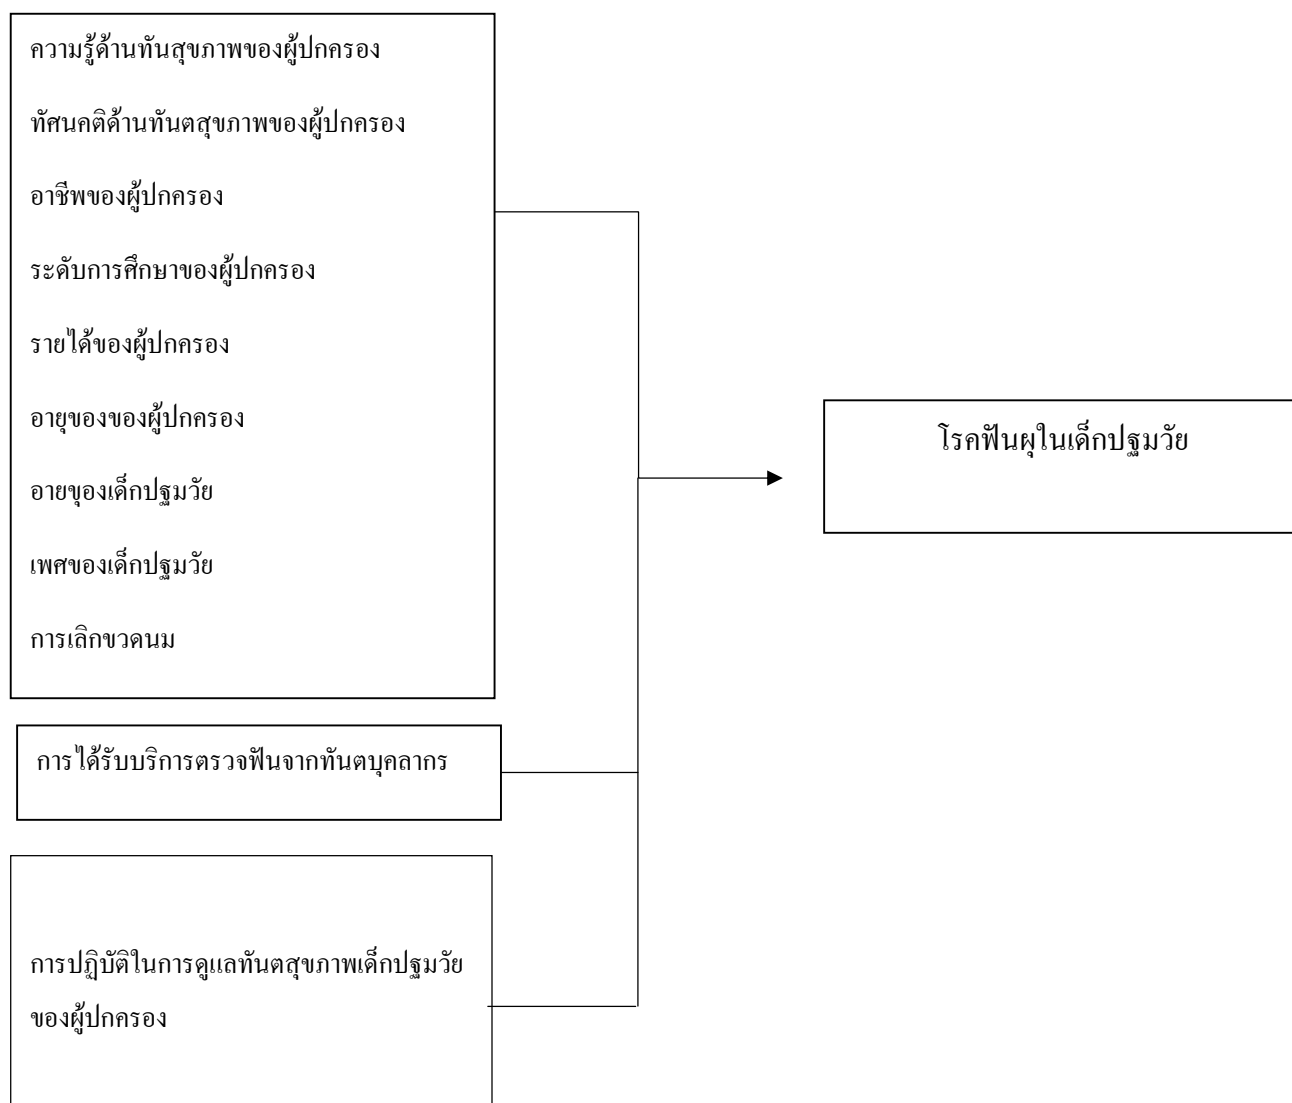 ความรู้ด้านทันสุขภาพของผู้ปกครอง
ทัศนคติด้านทันตสุขภาพของผู้ปกครอง
อาชีพของผู้ปกครอง
ระดับการศึกษาของผู้ปกครอง
รายได้ของผู้ปกครอง
อายุของของผู้ปกครอง
อายขุองเด็กปฐมวัย
เพศของเด็กปฐมวัย
การเลิกขวดนม
โรคฟันผุในเด็กปฐมวัย
การได้รับบริการตรวจฟันจากทันตบุคลากร
การปฏิบัติในการดูแลทันตสุขภาพเด็กปฐมวัย
ของผู้ปกครอง